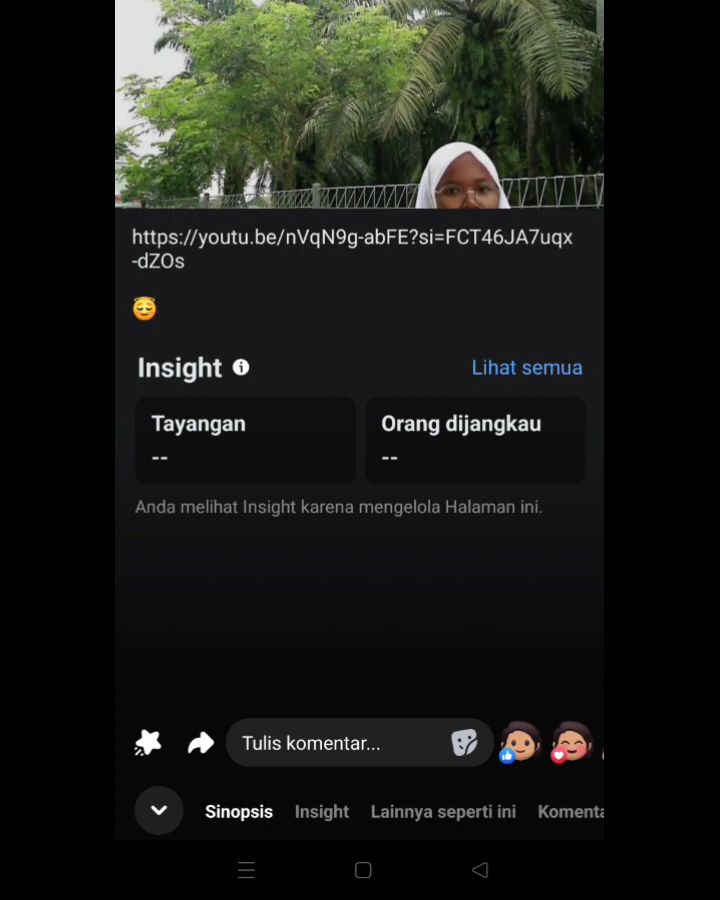 https://youtu.be/nVqN9g-abFE?si=FCT46JA7uqx
-dZOs
Insight
Lihat semua
Tayangan
--
Orang dijangkau
--
Anda melihat Insight karena mengelola Halaman ini.
Tulis komentar...
Sinopsis
Insight
Lainnya seperti ini
Komenta